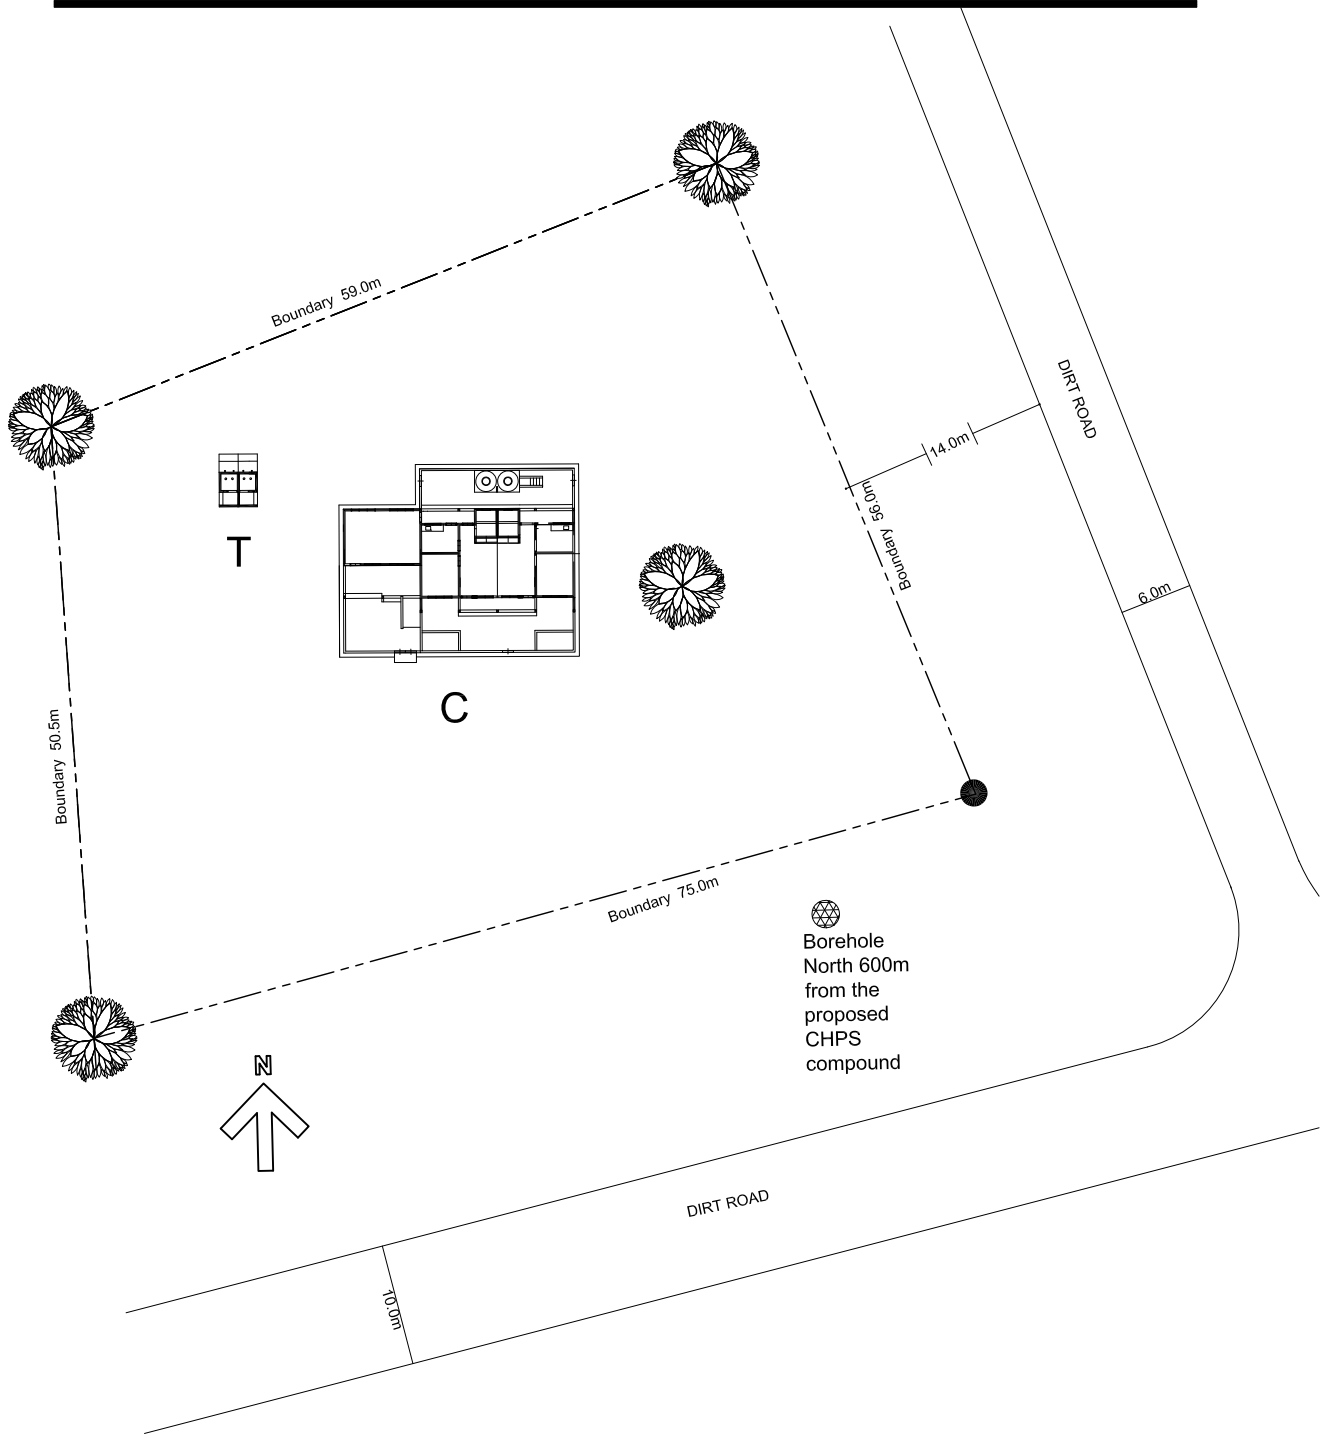 Boundary 59.0m
DIRT ROAD
14.0m
Boundary 56.0m
T
6.0m
C
Boundary 50.5m
Boundary 75.0m
Borehole
North 600m
from the
proposed
CHPS
compound
N
DIRT ROAD
10.0m